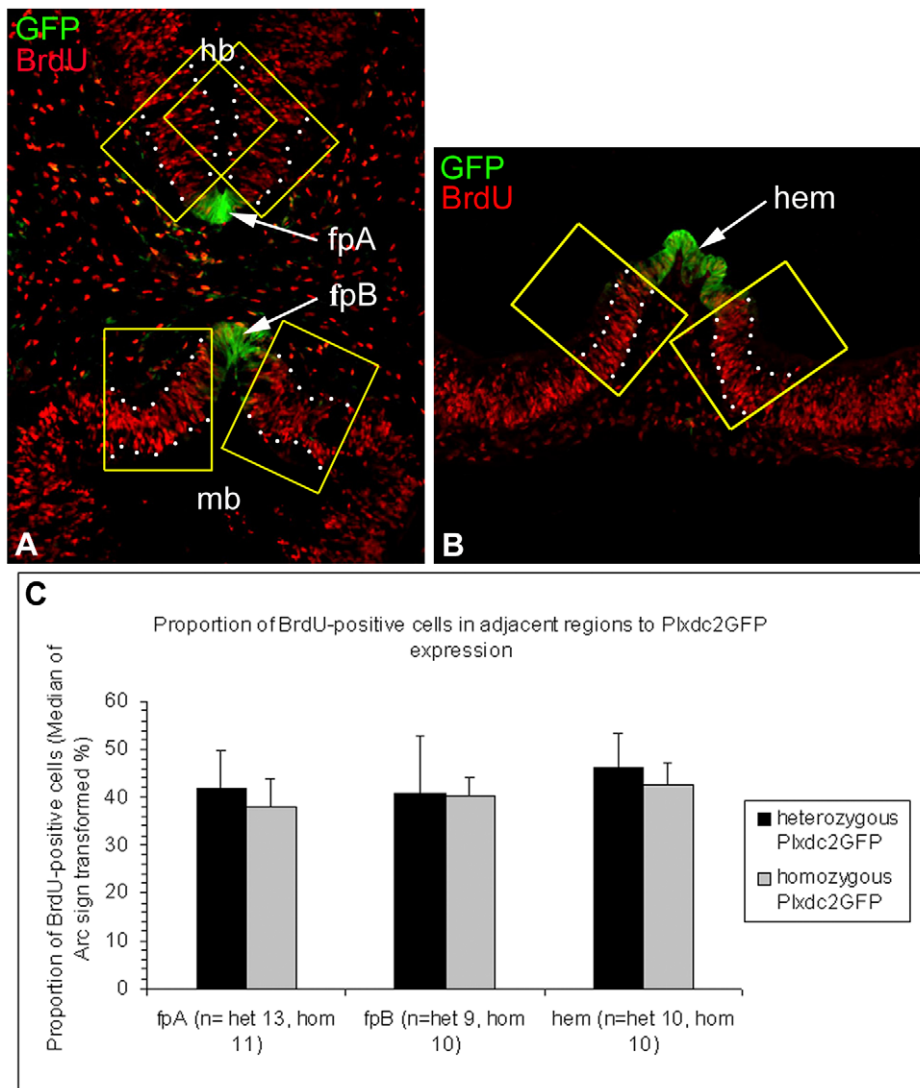 GFP
BrdU
hb
fpA
fpB
mb
A
GFP
BrdU
hem
B
C
Proportion of BrdU-positive cells in adjacent regions to Plxdc2GFP
expression
Proportion of BrdU-positive cells (Median of
Arc sign transformed %)
60
50
40
30
20
10
0
fpA (n= het 13, hom
11)
fpB (n=het 9, hom
10)
hem (n=het 10, hom
10)
heterozygous
Plxdc2GFP
homozygous
Plxdc2GFP